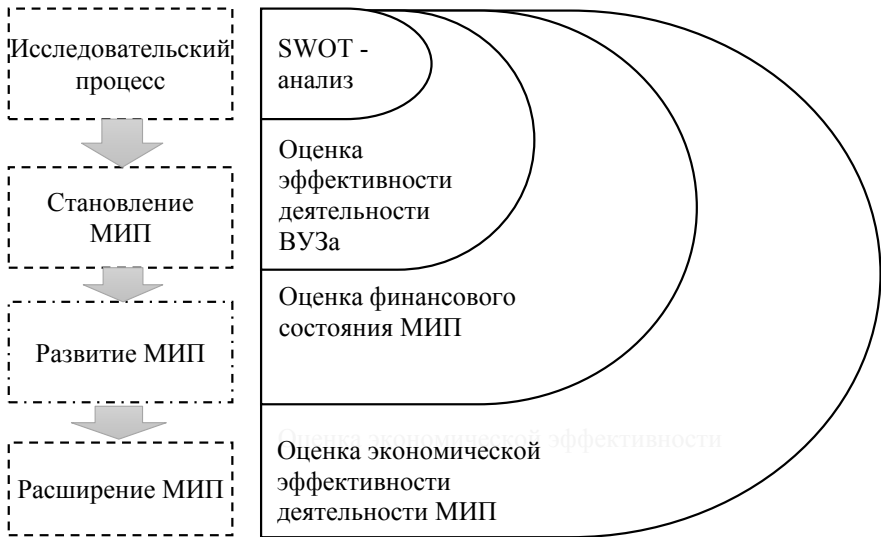 Исследовательский
процесс
SWOT -
анализ
Становление
МИП
Оценка
эффективности
деятельности
ВУЗа
Развитие МИП
Оценка финансового
состояния МИП
Расширение МИП
Оценка экономической эффективности
Оценка экономической
эффективности
деятельности МИП